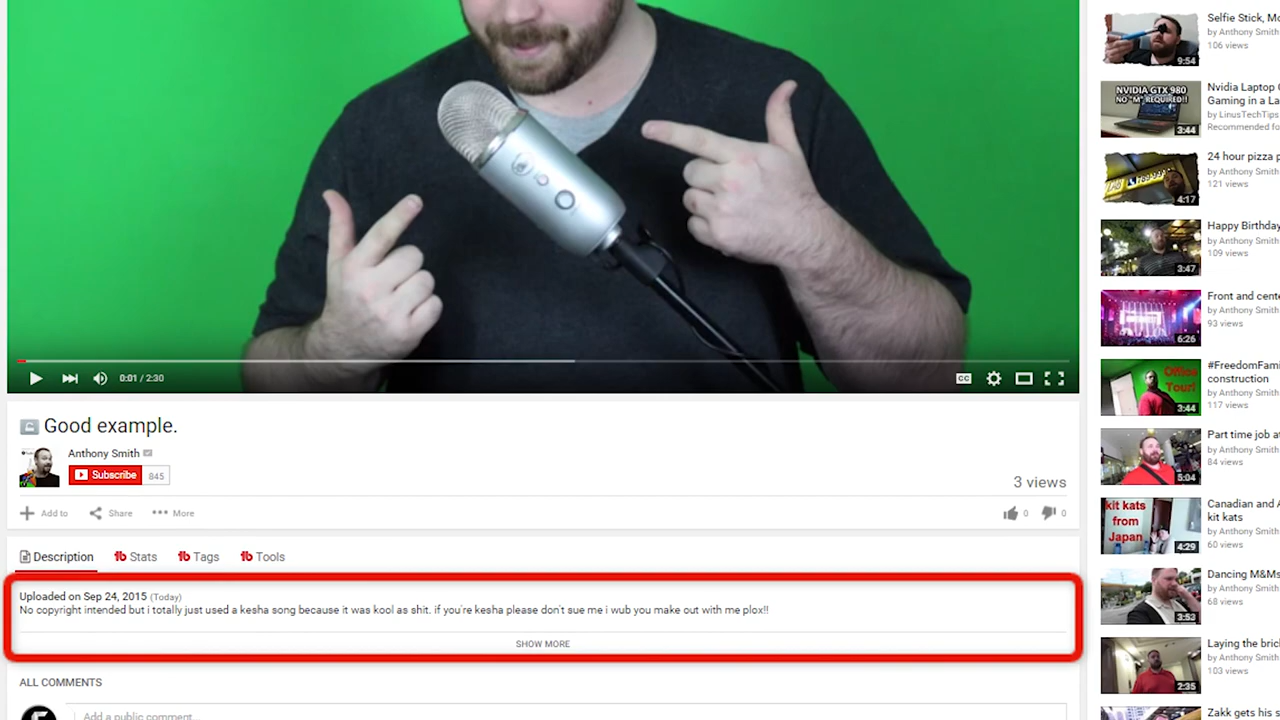 0:01 / 2:30
CC
Good example.
Anthony Smith
Subscribe 845
3 views
Add to Share More
0 0
Description tb Stats tb Tags tb Tools
Uploaded on Sep 24, 2015 (Today)
No copyright intended but i totally just used a kesha song because it was kool as shit. if you're kesha please don't sue me i wub you make out with me plox!!
SHOW MORE
ALL COMMENTS
Add a public comment...
9:54
Selfie Stick, Mo
by Anthony Smith
106 views
NVIDIA GTX 980
NO "M" REQUIRED!!
3:44
Nvidia Laptop
Gaming in a La
by LinusTechTips
Recommended fo
4:17
24 hour pizza p
by Anthony Smith
121 views
3:47
Happy Birthday
by Anthony Smith
109 views
6:26
Front and cente
by Anthony Smith
93 views
Office
Tour!
3:44
#FreedomFami
construction
by Anthony Smith
117 views
5:04
Part time job at
by Anthony Smith
84 views
kit kats
from
Japan
4:29
Canadian and A
kit kats
by Anthony Smith
60 views
3:53
Dancing M&Ms
by Anthony Smith
68 views
2:35
Laying the bric
by Anthony Smith
103 views
Zakk gets his s